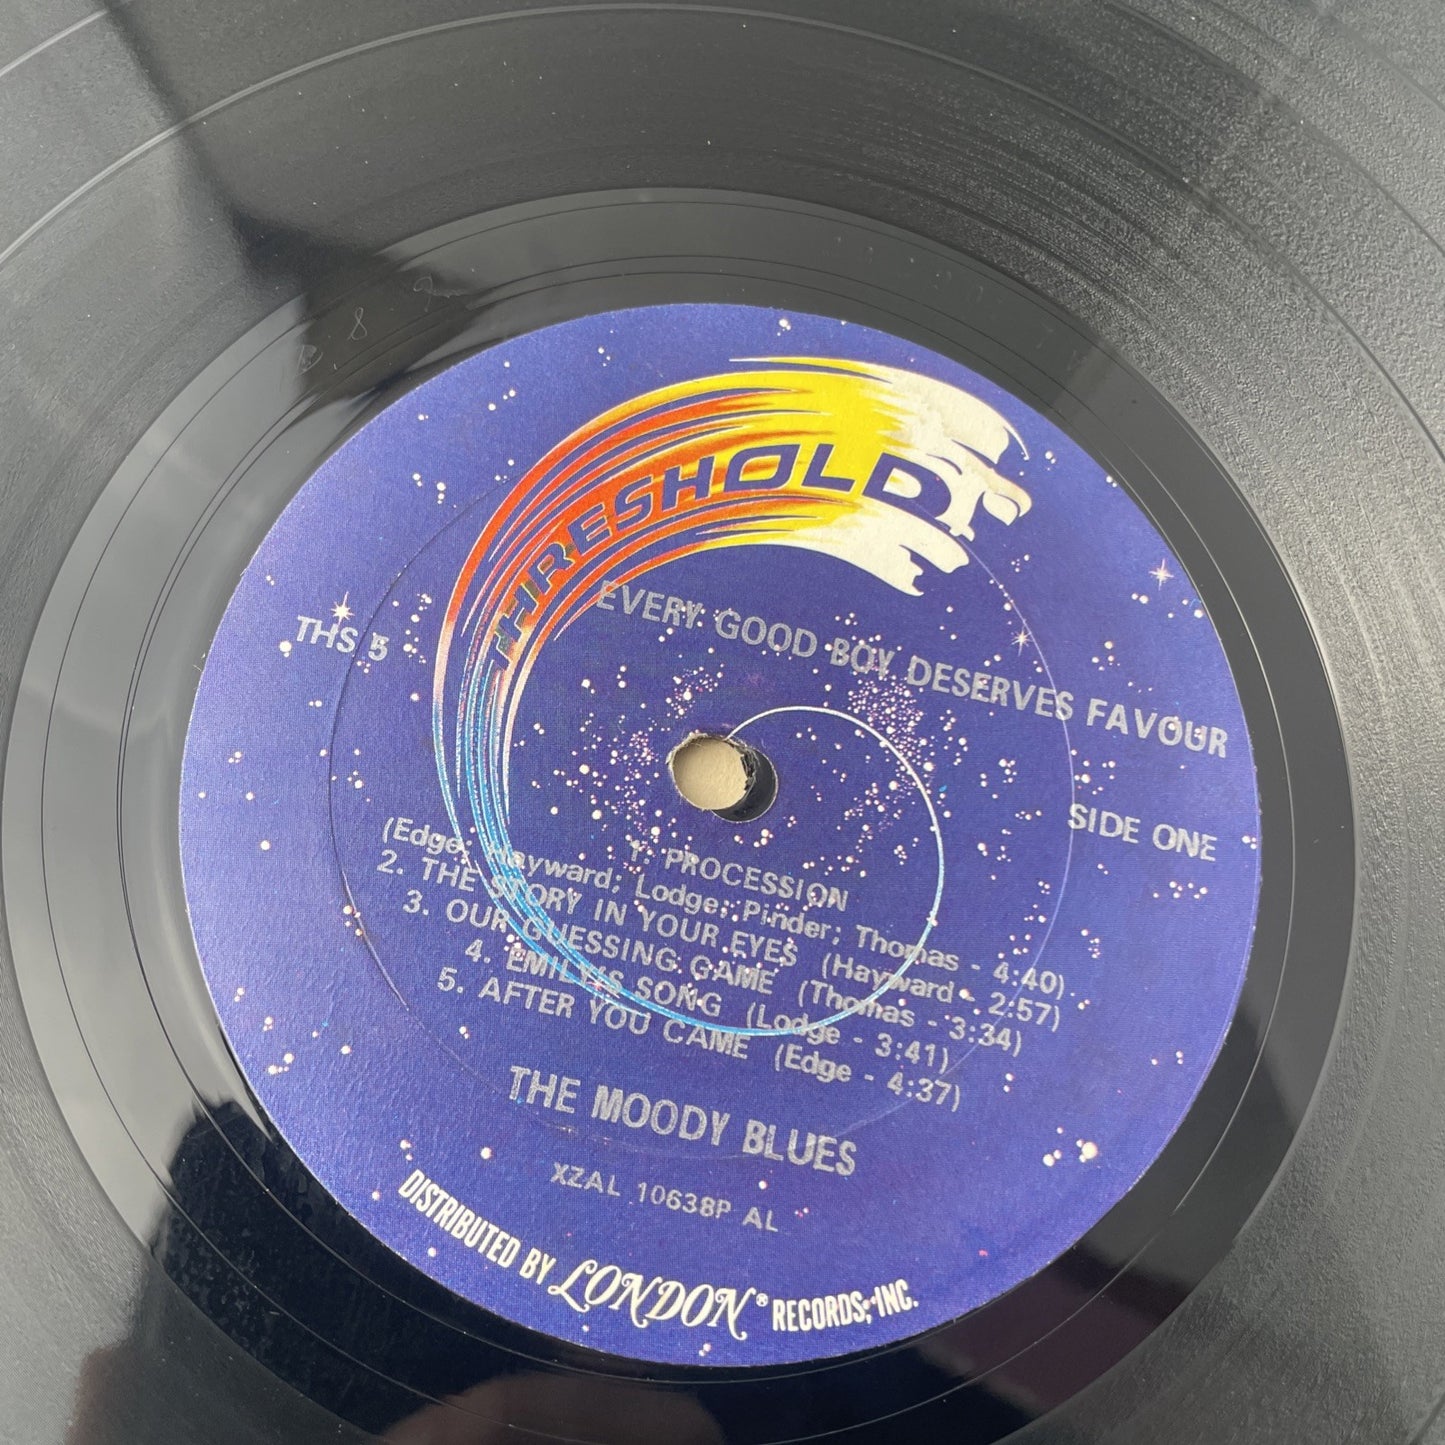 THRESHOLD
THS 5
EVERY GOOD BOY DESERVES FAVOUR
SIDE ONE
1. PROCESSION
(Edge; Hayward; Lodge; Pinder; Thomas - 4:40)
2. THE STORY IN YOUR EYES (Hayward - 2:57)
3. OUR GUESSING GAME (Thomas - 3:34)
4. EMILY'S SONG (Lodge - 3:41)
5. AFTER YOU CAME (Edge - 4:37)
THE MOODY BLUES
XZAL 10638P AL
DISTRIBUTED BY LONDON® RECORDS, INC.